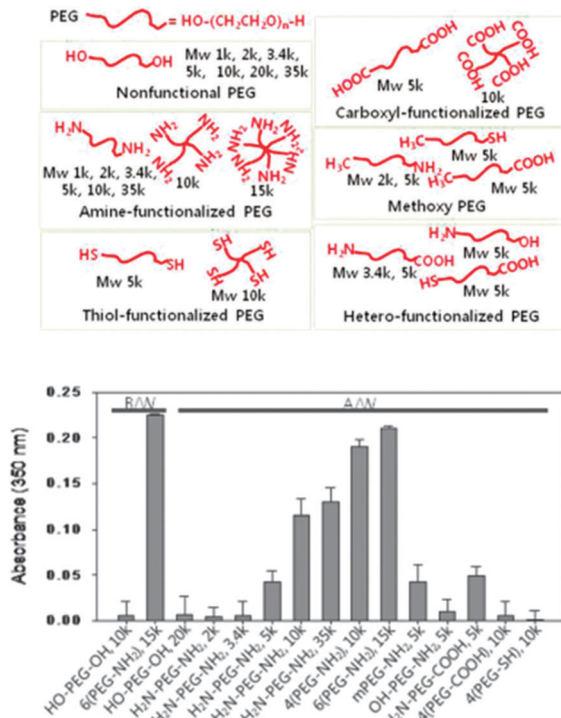 PEG = HO-(CH₂CH₂O)ₙ-H
HO OH Mw 1k, 2k, 3.4k,
5k, 10k, 20k, 35k
Nonfunctional PEG
HOOC COOH
Mw 5k
COOH COOH COOH COOH
10k
Carboxyl-functionalized PEG
H₂N NH₂
Mw 1k, 2k, 3.4k,
5k, 10k, 35k
NH₂ NH₂ NH₂ NH₂
10k
NH₂ NH₂ NH₂ NH₂ NH₂ NH₂
15k
Amine-functionalized PEG
H₃C SH
Mw 5k
H₃C NH₂
Mw 2k, 5k
H₃C COOH
Mw 5k
Methoxy PEG
HS SH
Mw 5k
SH SH SH SH
Mw 10k
Thiol-functionalized PEG
H₂N OH
Mw 5k
H₂N COOH
Mw 3.4k, 5k
HS COOH
Mw 5k
Hetero-functionalized PEG
Absorbance (350 nm)
0.25
0.20
0.15
0.10
0.05
0.00
A/W
HO-PEG-OH, 10k
6(PEG-NH₂), 15k
HO-PEG-OH, 20k
H₂N-PEG-NH₂, 2k
H₂N-PEG-NH₂, 3.4k
H₂N-PEG-NH₂, 5k
H₂N-PEG-NH₂, 10k
H₂N-PEG-NH₂, 35k
4(PEG-NH₂), 10k
6(PEG-NH₂), 15k
mPEG-NH₂, 5k
OH-PEG-NH₂, 5k
N-PEG-COOH, 5k
4(PEG-COOH), 10k
4(PEG-SH), 10k